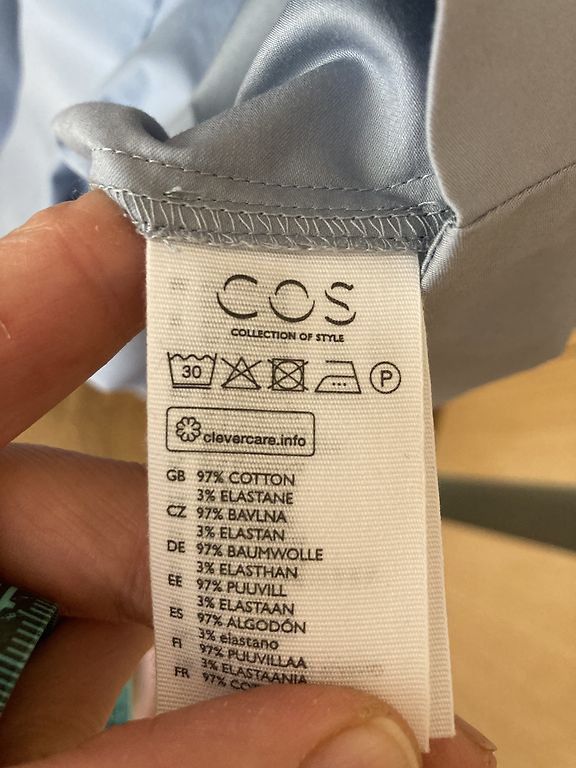 COS
COLLECTION OF STYLE
30 P
clevercare.info
GB 97% COTTON
3% ELASTANE
CZ 97% BAVLNA
3% ELASTAN
DE 97% BAUMWOLLE
3% ELASTHAN
EE 97% PUUVILL
3% ELASTAAN
ES 97% ALGODÓN
3% elastano
FI 97% PUUVILLAA
3% ELASTAANIA
FR 97%